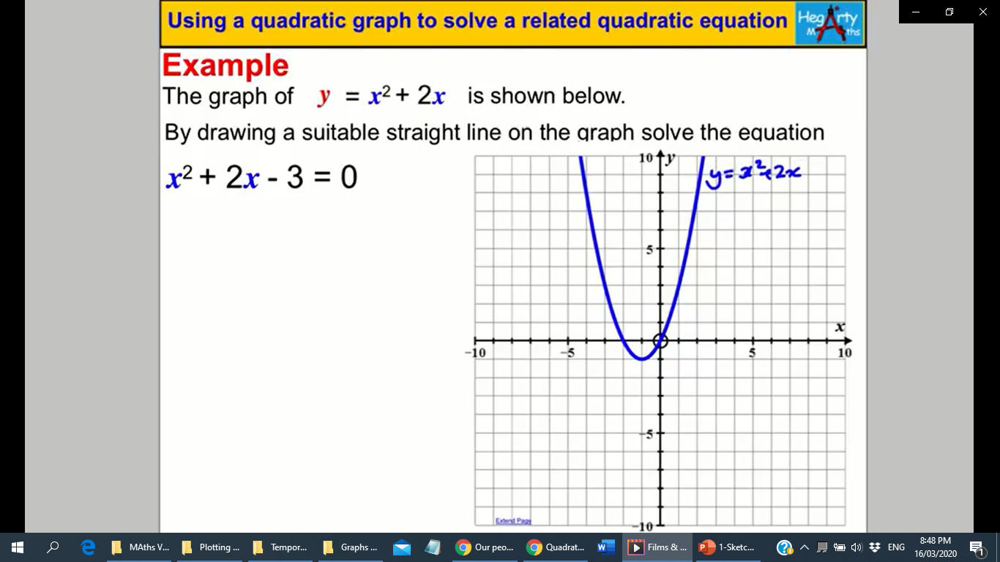 Using a quadratic graph to solve a related quadratic equation
Hegarty
Maths
Example
The graph of y = x² + 2x is shown below.
By drawing a suitable straight line on the graph solve the equation
x² + 2x - 3 = 0
10 y
y = x² + 2x
5
x
-10 -5 5 10
-5
Extend Page
-10
MAths V... Plotting ... Tempor... Graphs ... Our peo... Quadrat... Films & ... 1-Sketc... ENG
8:48 PM
16/03/2020
1